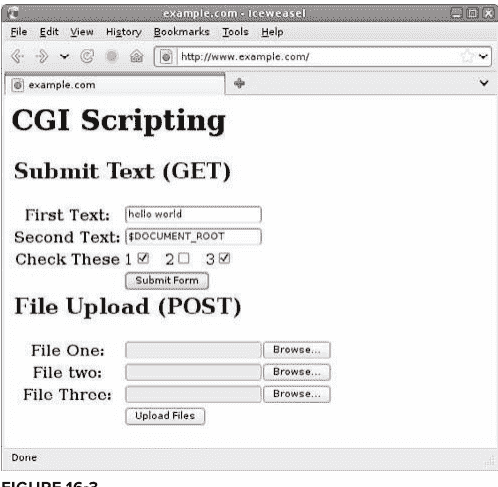 example.com - Iceweasel
File Edit View History Bookmarks Tools Help
http://www.example.com/
example.com
CGI Scripting
Submit Text (GET)
First Text: hello world
Second Text: $DOCUMENT_ROOT
Check These 1 2 3
Submit Form
File Upload (POST)
File One: Browse...
File two: Browse...
File Three: Browse...
Upload Files
Done
FIGURE 16-3